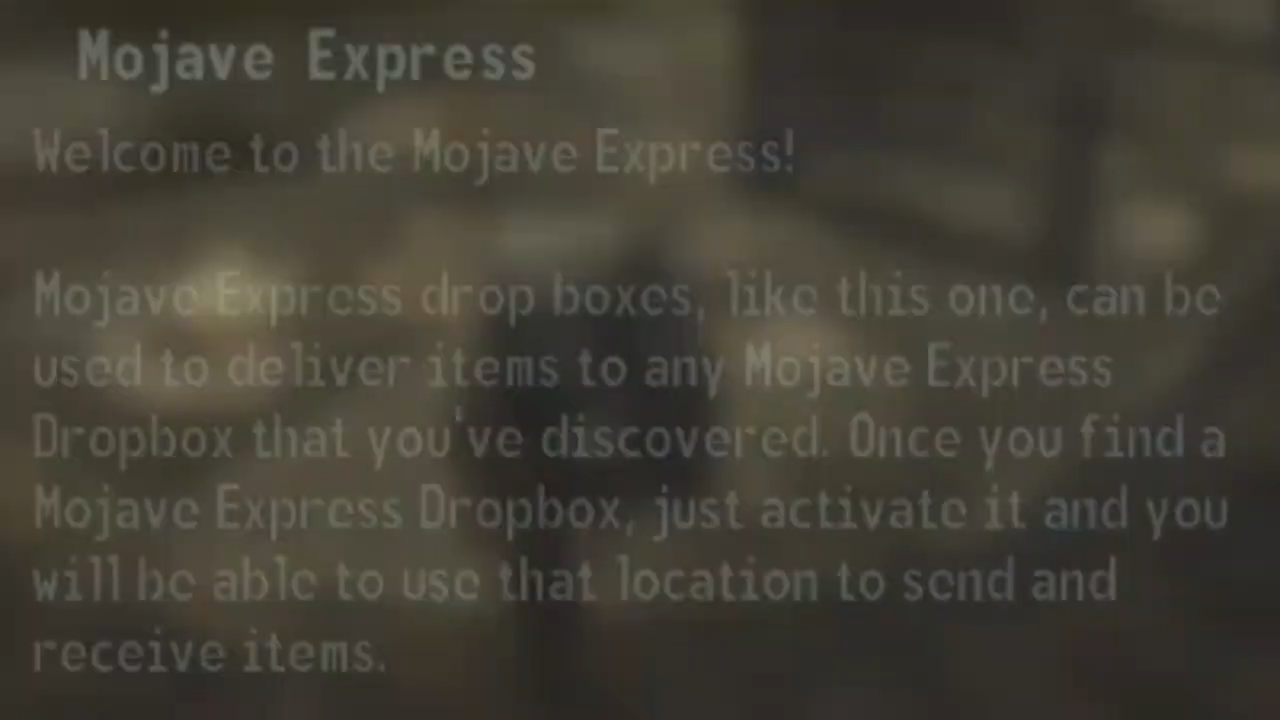 Mojave Express
Welcome to the Mojave Express!
Mojave Express drop boxes, like this one, can be
used to deliver items to any Mojave Express
Dropbox that you've discovered. Once you find a
Mojave Express Dropbox, just activate it and you
will be able to use that location to send and
receive items.